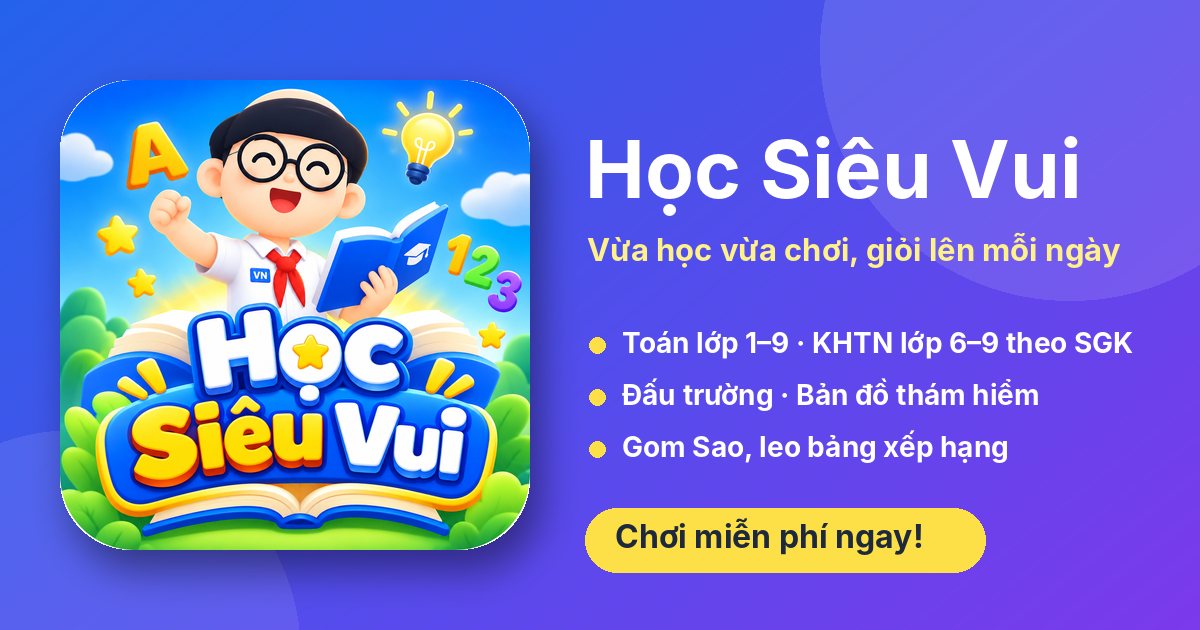 A
VN
123
Học
Siêu Vui
Học Siêu Vui
Vừa học vừa chơi, giỏi lên mỗi ngày
Toán lớp 1–9 · KHTN lớp 6–9 theo SGK
Đấu trường · Bản đồ thám hiểm
Gom Sao, leo bảng xếp hạng
Chơi miễn phí ngay!